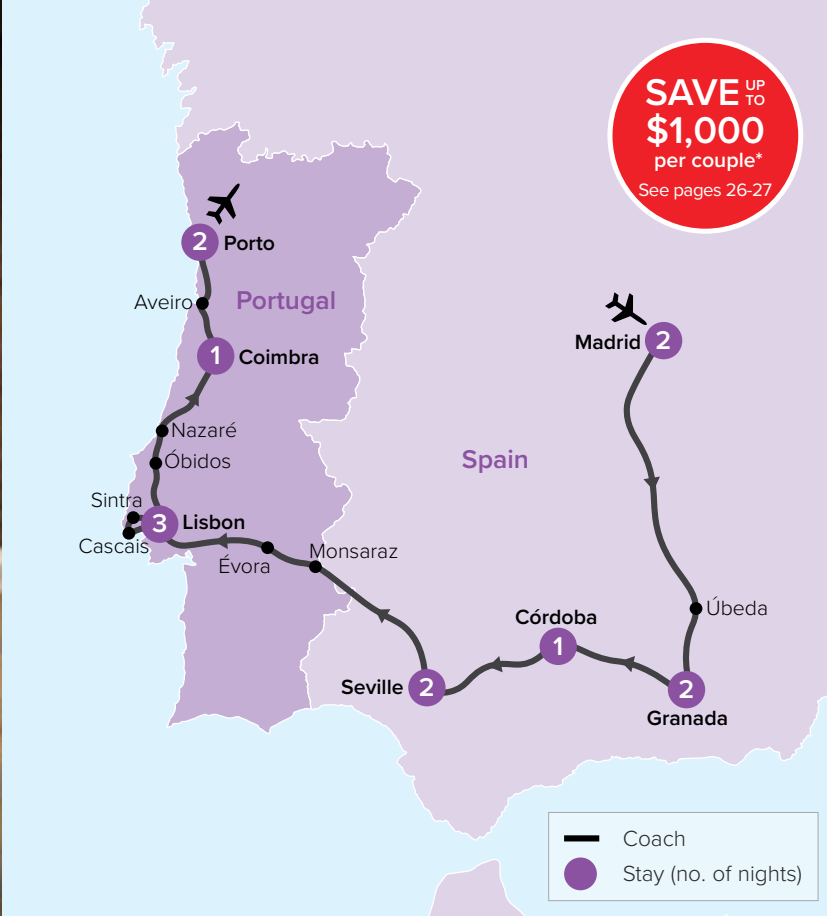 SAVE UP TO
$1,000
per couple*
See pages 26-27
2 Porto
Aveiro
Portugal
1 Coimbra
Madrid 2
Nazaré
Óbidos
Spain
Sintra
3 Lisbon
Cascais
Évora
Monsaraz
Úbeda
Córdoba
1
Seville 2
2
Granada
Coach
Stay (no. of nights)